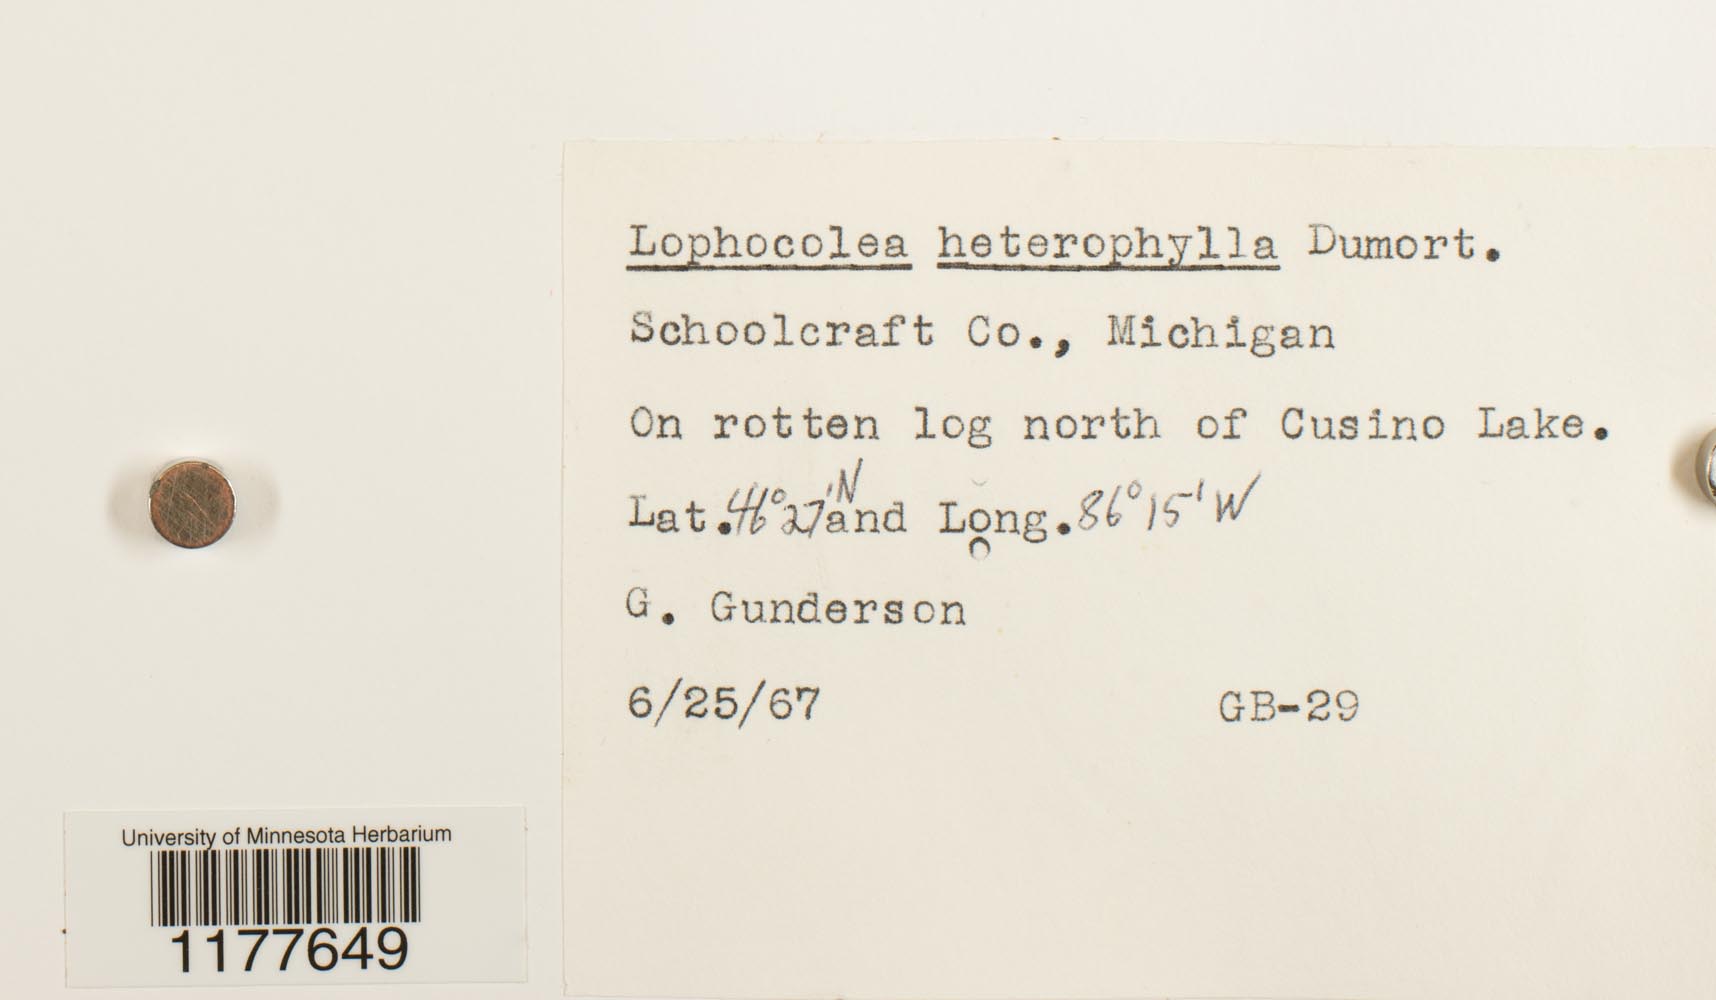 Lophocolea heterophylla Dumort.
Schoolcraft Co., Michigan
On rotten log north of Cusino Lake.
Lat. 46°27'N and Long. 86°15'W
G. Gunderson
6/25/67 GB-29
University of Minnesota Herbarium
1177649